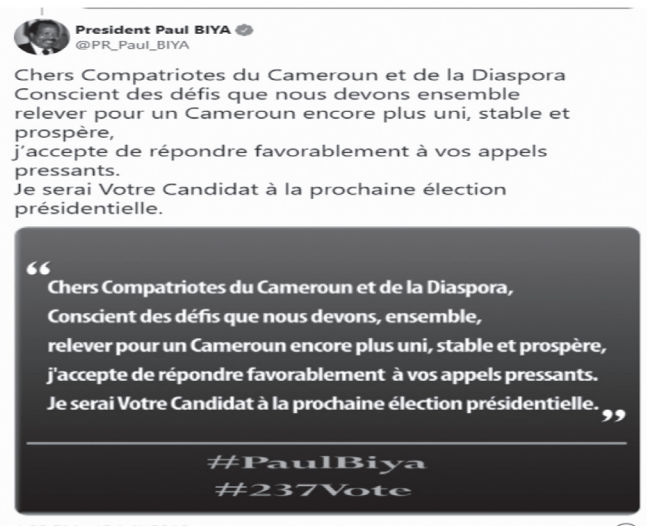 President Paul BIYA
@PR_Paul_BIYA
Chers Compatriotes du Cameroun et de la Diaspora
Conscient des défis que nous devons ensemble
relever pour un Cameroun encore plus uni, stable et
prospère,
j'accepte de répondre favorablement à vos appels
pressants.
Je serai Votre Candidat à la prochaine élection
présidentielle.
“
Chers Compatriotes du Cameroun et de la Diaspora,
Conscient des défis que nous devons, ensemble,
relever pour un Cameroun encore plus uni, stable et prospère,
j'accepte de répondre favorablement à vos appels pressants.
Je serai Votre Candidat à la prochaine élection présidentielle. ”
#PaulBiya
#237Vote